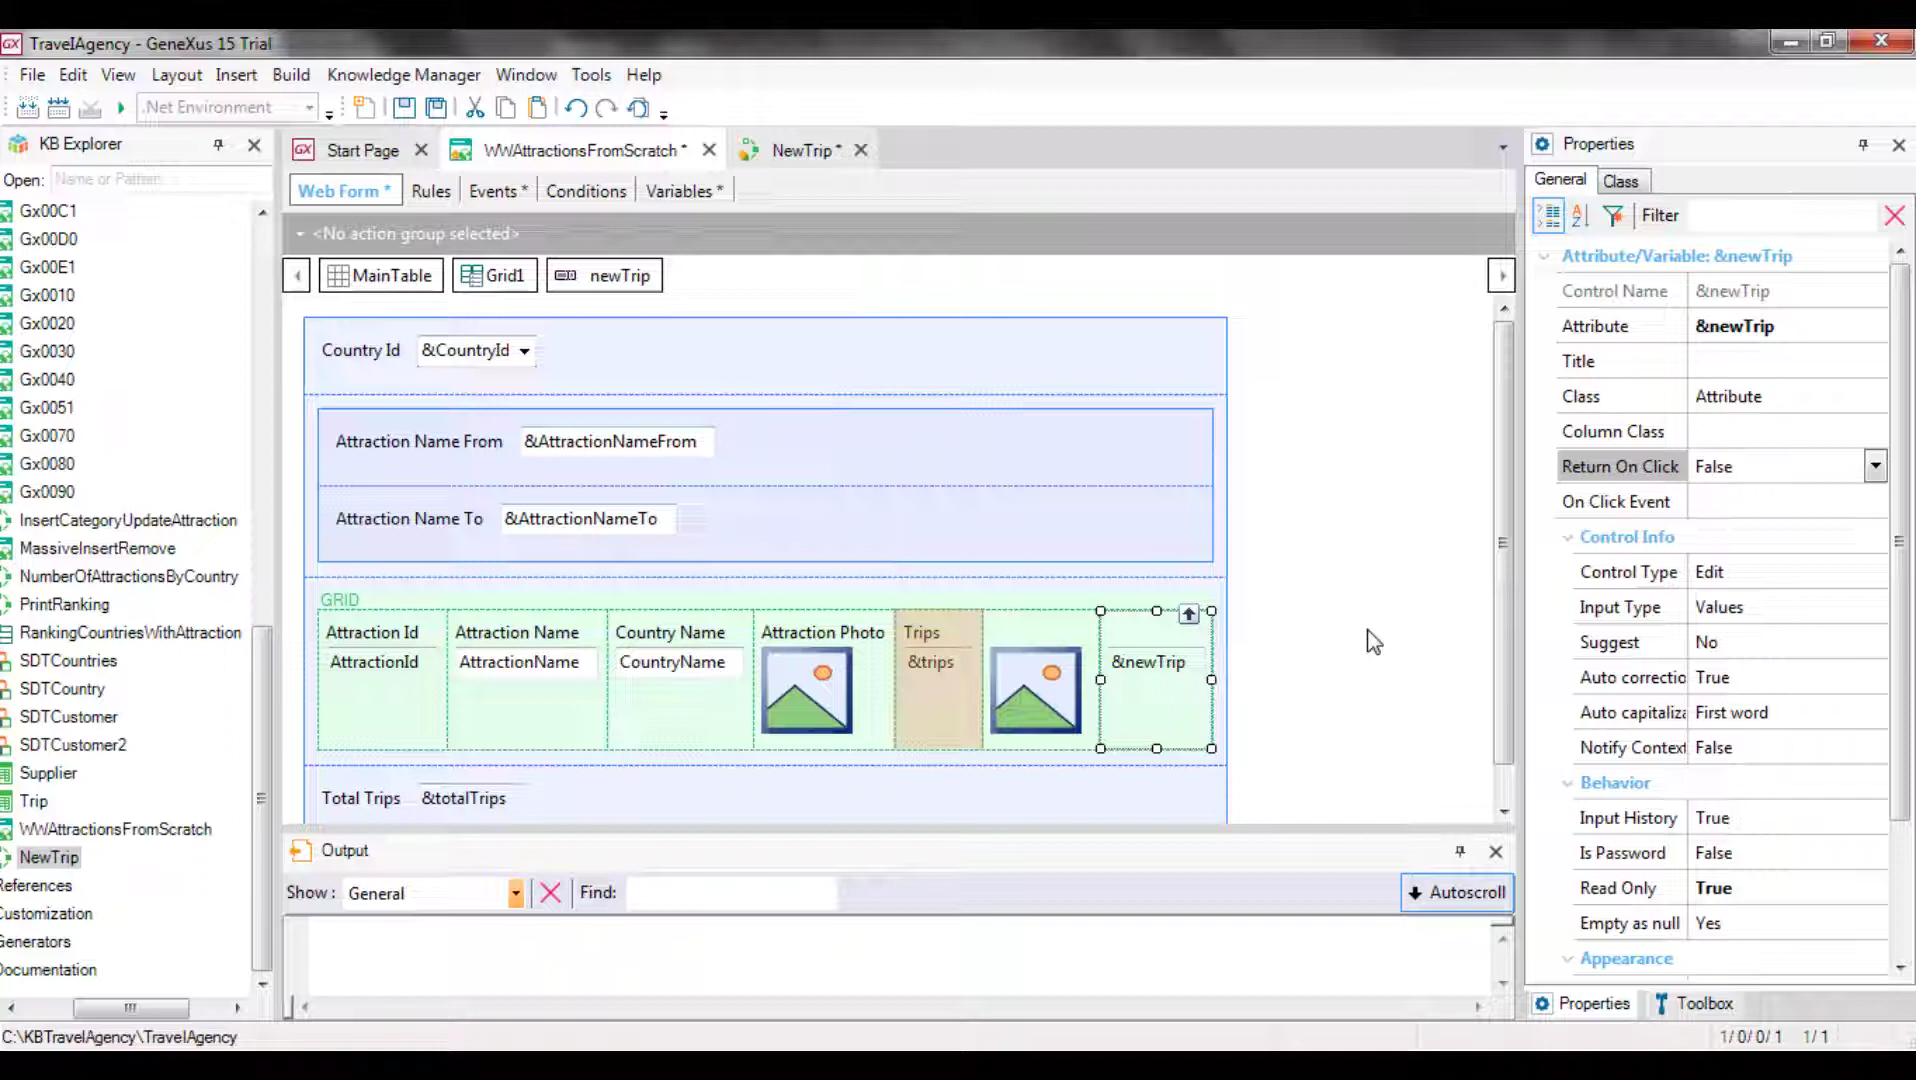 GX TravelAgency - GeneXus 15 Trial
File Edit View Layout Insert Build Knowledge Manager Window Tools Help
.Net Environment
KB Explorer
Open: Name or Pattern
Gx00C1
Gx00D0
Gx00E1
Gx0010
Gx0020
Gx0030
Gx0040
Gx0051
Gx0070
Gx0080
Gx0090
InsertCategoryUpdateAttraction
MassiveInsertRemove
NumberOfAttractionsByCountry
PrintRanking
RankingCountriesWithAttraction
SDTCountries
SDTCountry
SDTCustomer
SDTCustomer2
Supplier
Trip
WWAttractionsFromScratch
NewTrip
References
Customization
Generators
Documentation
GX Start Page WWAttractionsFromScratch * NewTrip *
Web Form * Rules Events * Conditions Variables *
<No action group selected>
MainTable Grid1 newTrip
Country Id &CountryId
Attraction Name From &AttractionNameFrom
Attraction Name To &AttractionNameTo
GRID
Attraction Id Attraction Name Country Name Attraction Photo Trips
AttractionId AttractionName CountryName &trips &newTrip
Total Trips &totalTrips
Output
Show : General Find: Autoscroll
Properties
General Class
Filter
Attribute/Variable: &newTrip
Control Name &newTrip
Attribute &newTrip
Title
Class Attribute
Column Class
Return On Click False
On Click Event
Control Info
Control Type Edit
Input Type Values
Suggest No
Auto correctio True
Auto capitaliza First word
Notify Context False
Behavior
Input History True
Is Password False
Read Only True
Empty as null Yes
Appearance
Properties Toolbox
C:\KBTravelAgency\TravelAgency 1/0/0/1 1/1